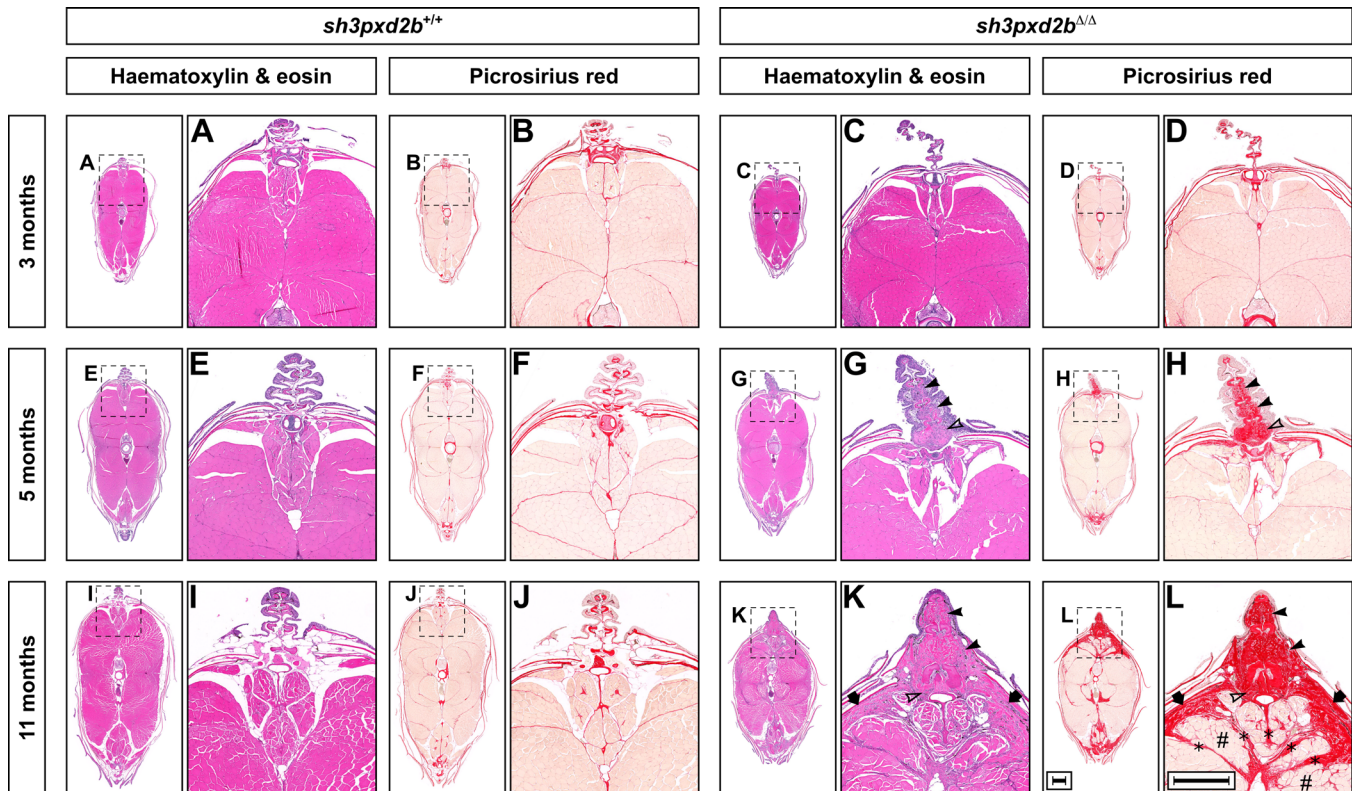 sh3pxd2b+/+ sh3pxd2bΔ/Δ
Haematoxylin & eosin Picrosirius red Haematoxylin & eosin Picrosirius red
3 months
A A B B C C D D
5 months
E E F F G G H H
11 months
I I J J K K L L
* # * * * * #